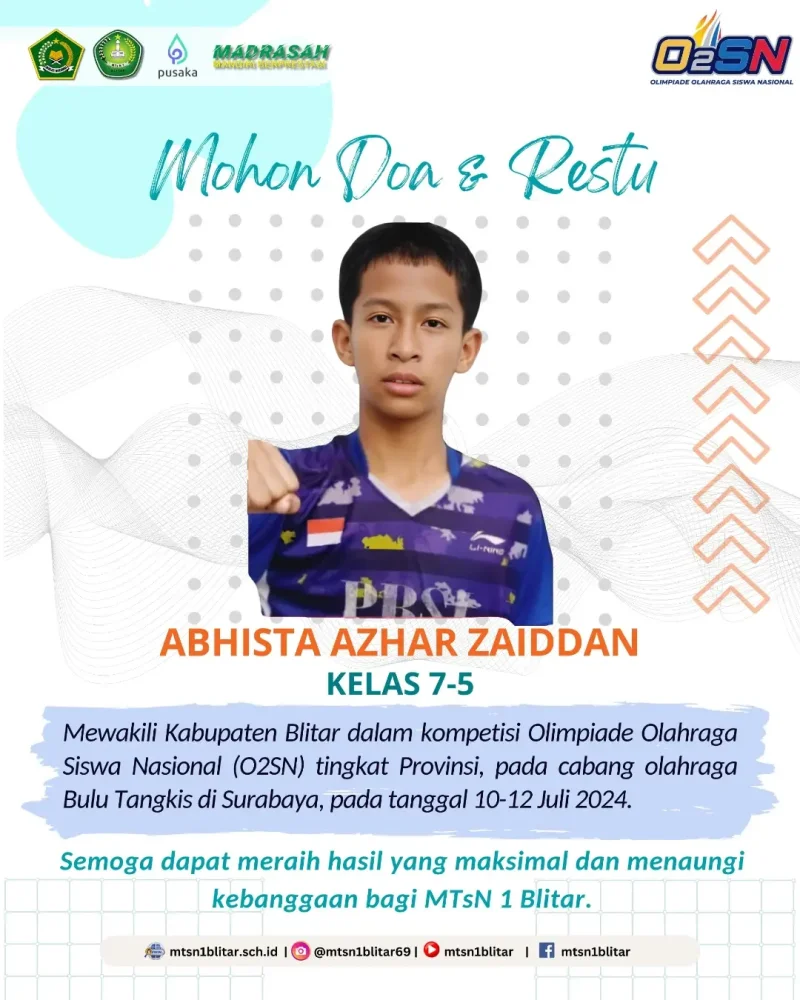 pusaka
MADRASAH
MANDIRI BERPRESTASI
O2SN
OLIMPIADE OLAHRAGA SISWA NASIONAL
Mohon Doa & Restu
LI-NING
ABHISTA AZHAR ZAIDDAN
KELAS 7-5
Mewakili Kabupaten Blitar dalam kompetisi Olimpiade Olahraga
Siswa Nasional (O2SN) tingkat Provinsi, pada cabang olahraga
Bulu Tangkis di Surabaya, pada tanggal 10-12 Juli 2024.
Semoga dapat meraih hasil yang maksimal dan menaungi
kebanggaan bagi MTsN 1 Blitar.
mtsn1blitar.sch.id | @mtsn1blitar69 | mtsn1blitar | mtsn1blitar